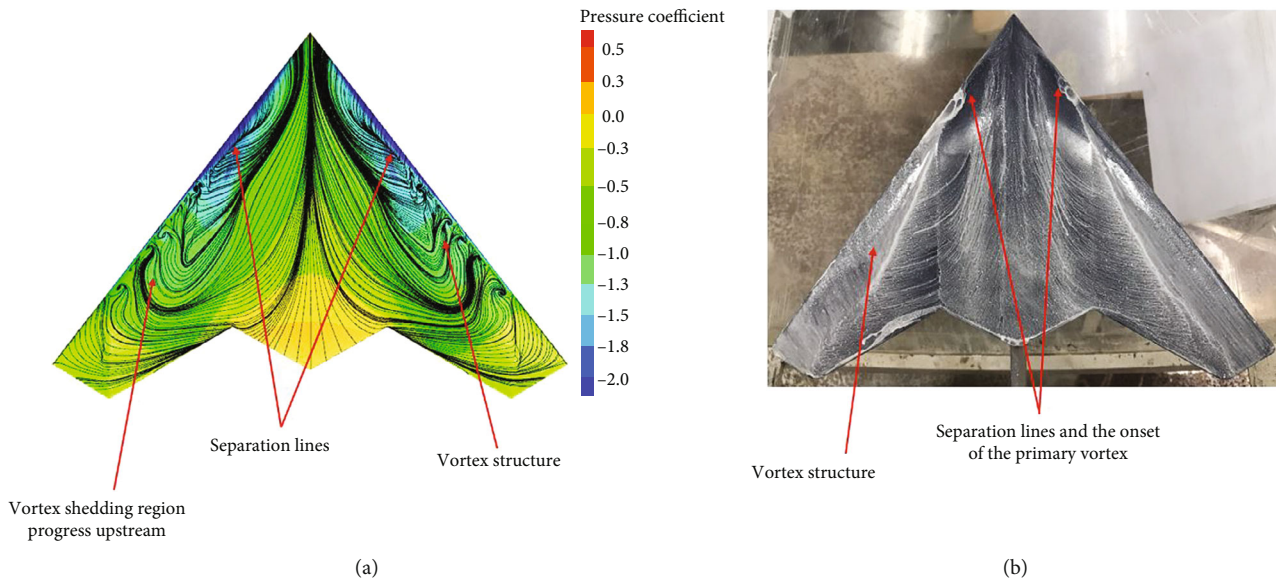 Pressure coefficient
0.5
0.3
0.0
–0.3
–0.5
–0.8
–1.0
–1.3
–1.5
–1.8
–2.0
Separation lines
Vortex structure
Vortex shedding region
progress upstream
(a)
Separation lines and the onset
of the primary vortex
Vortex structure
(b)